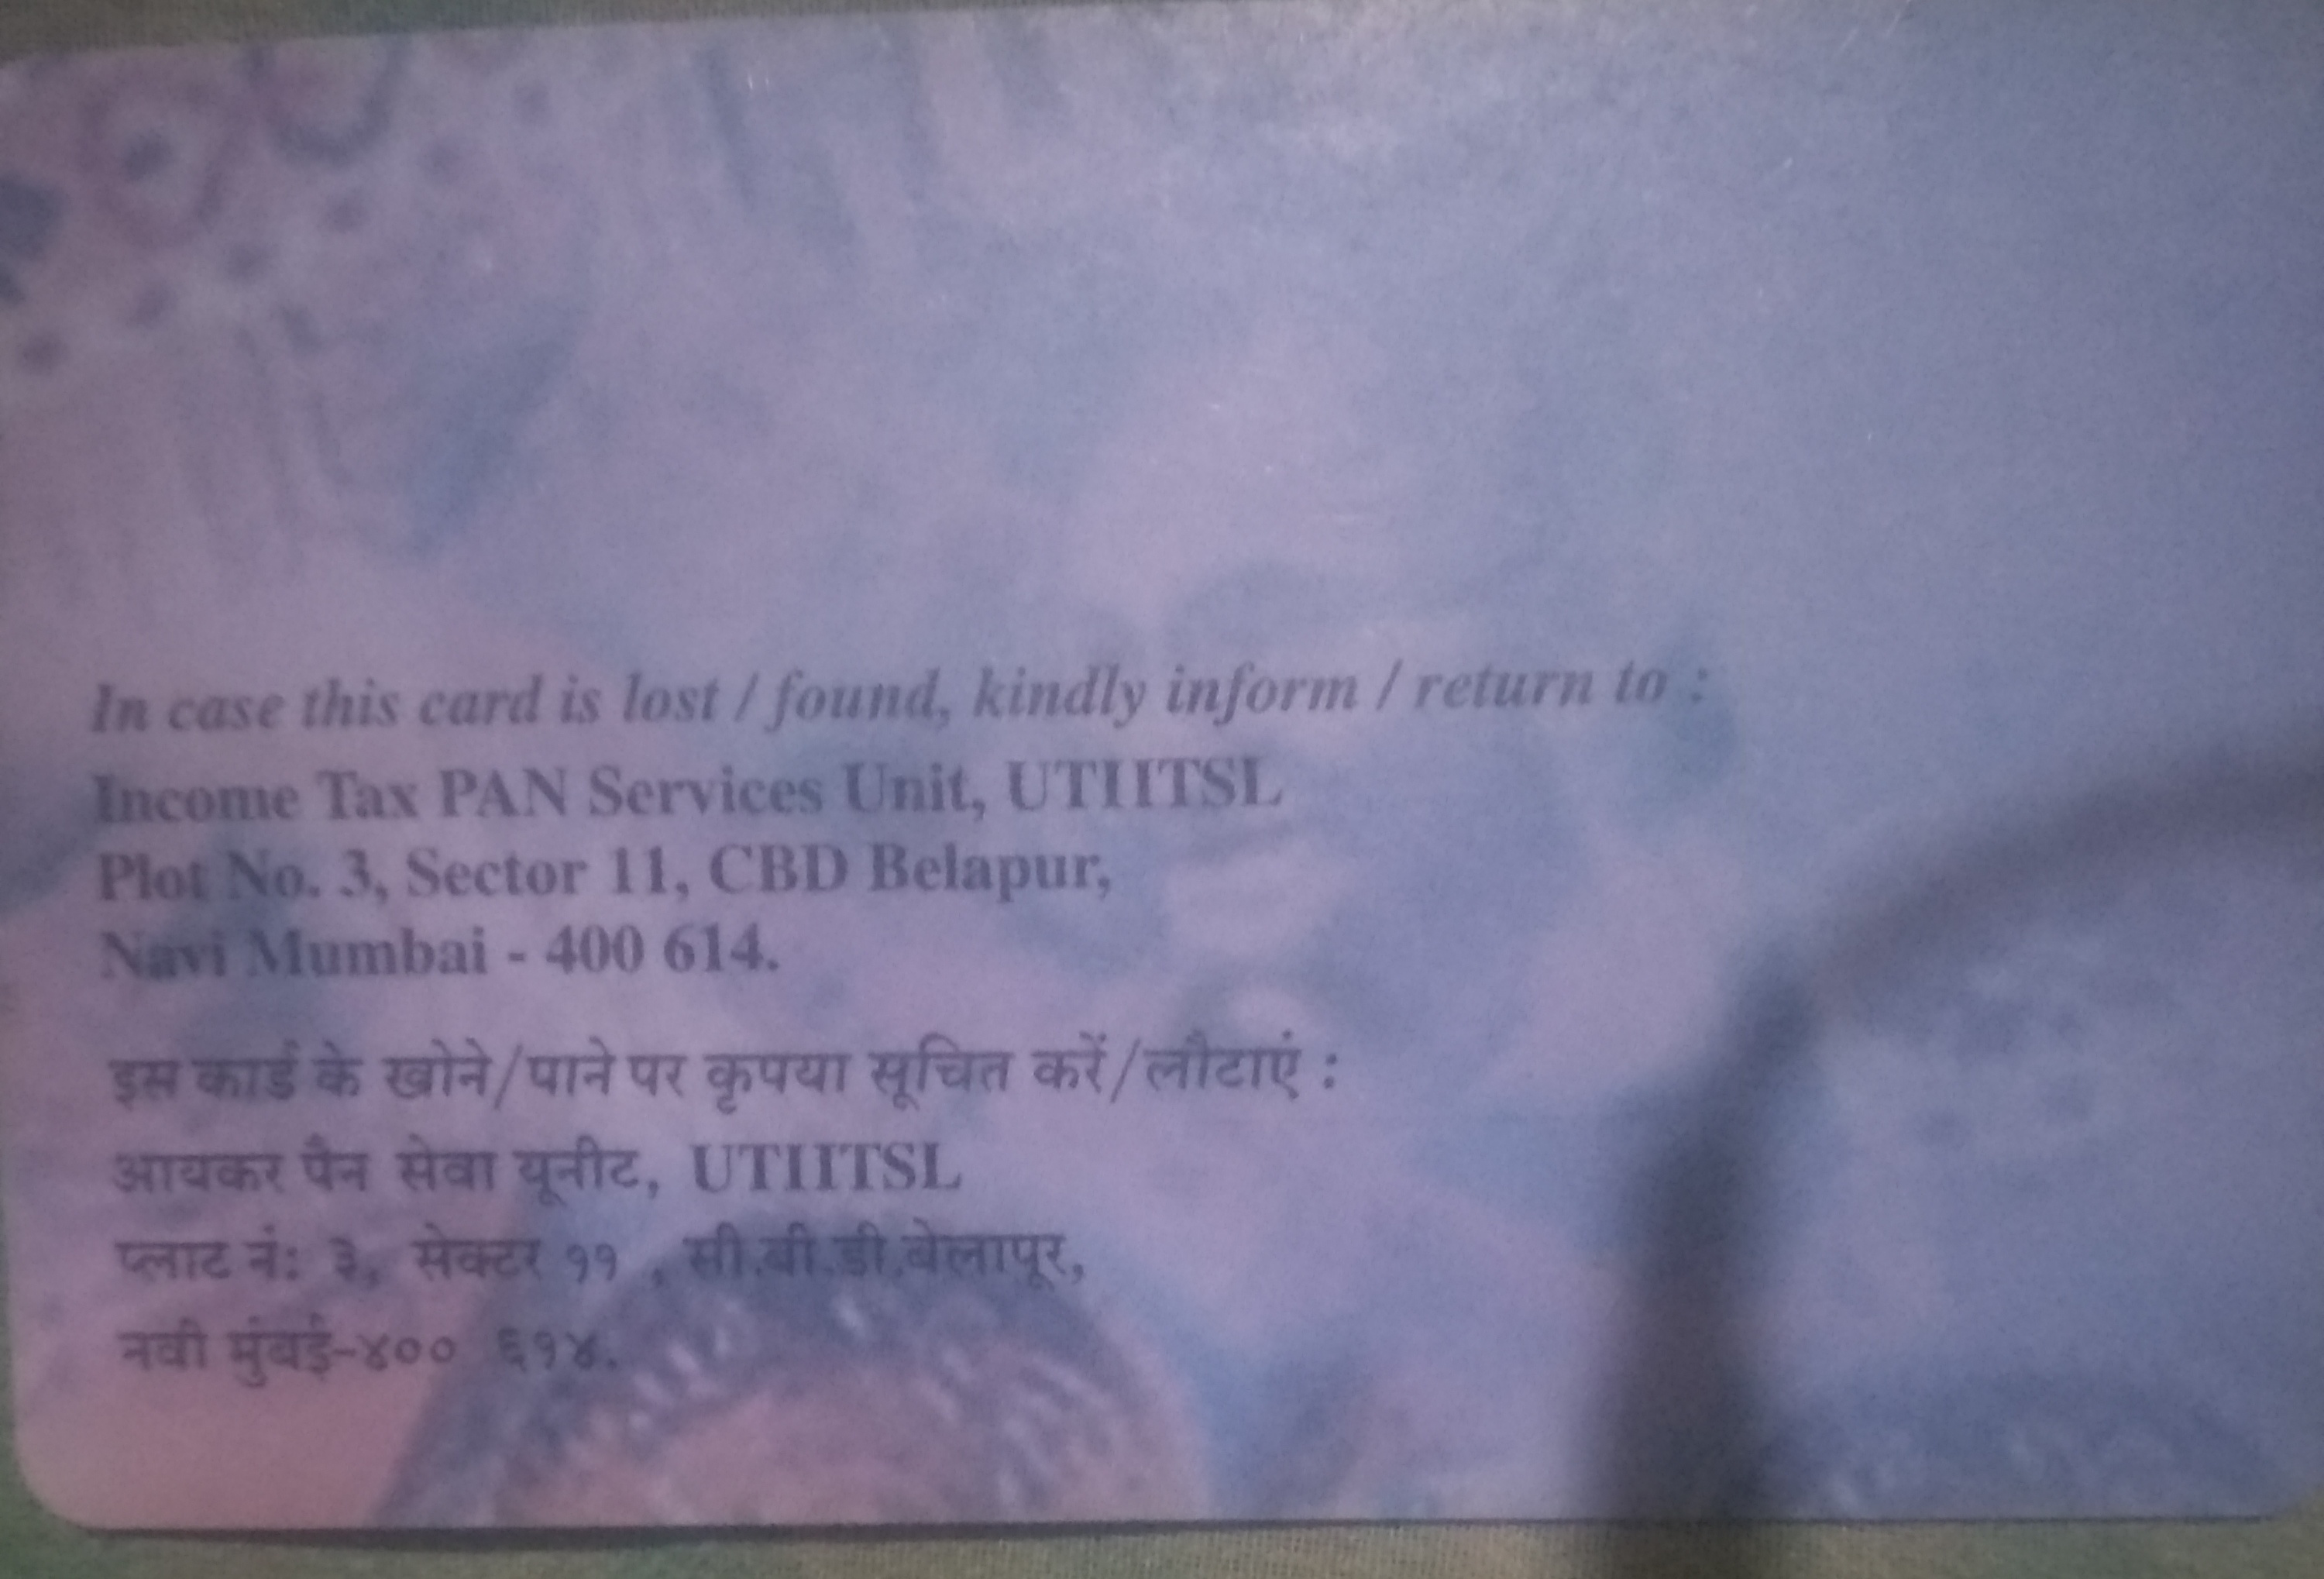 In case this card is lost / found, kindly inform / return to :
Income Tax PAN Services Unit, UTIITSL
Plot No. 3, Sector 11, CBD Belapur,
Navi Mumbai - 400 614.
इस कार्ड के खोने/पाने पर कृपया सूचित करें/लौटाएं :
आयकर पैन सेवा यूनीट, UTIITSL
प्लाट नं: ३, सेक्टर ११ , सी.बी.डी.बेलापूर,
नवी मुंबई-४०० ६१४.